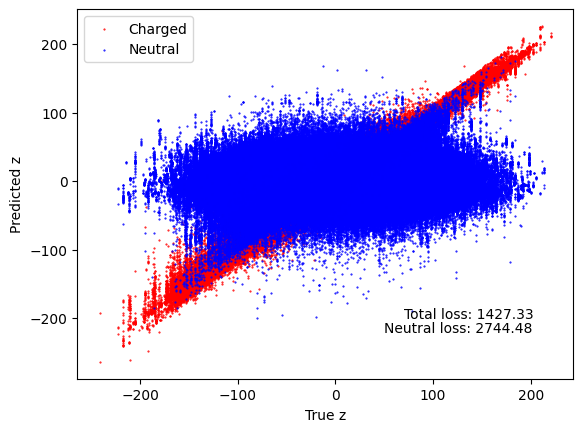 Charged
Neutral
200
100
0
−100
−200
Predicted z
Total loss: 1427.33
Neutral loss: 2744.48
−200
−100
0
100
200
True z